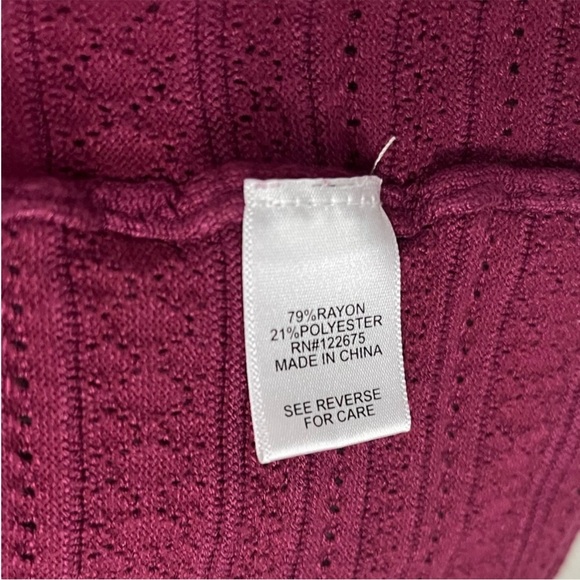 79%RAYON
21%POLYESTER
RN#122675
MADE IN CHINA
SEE REVERSE
FOR CARE